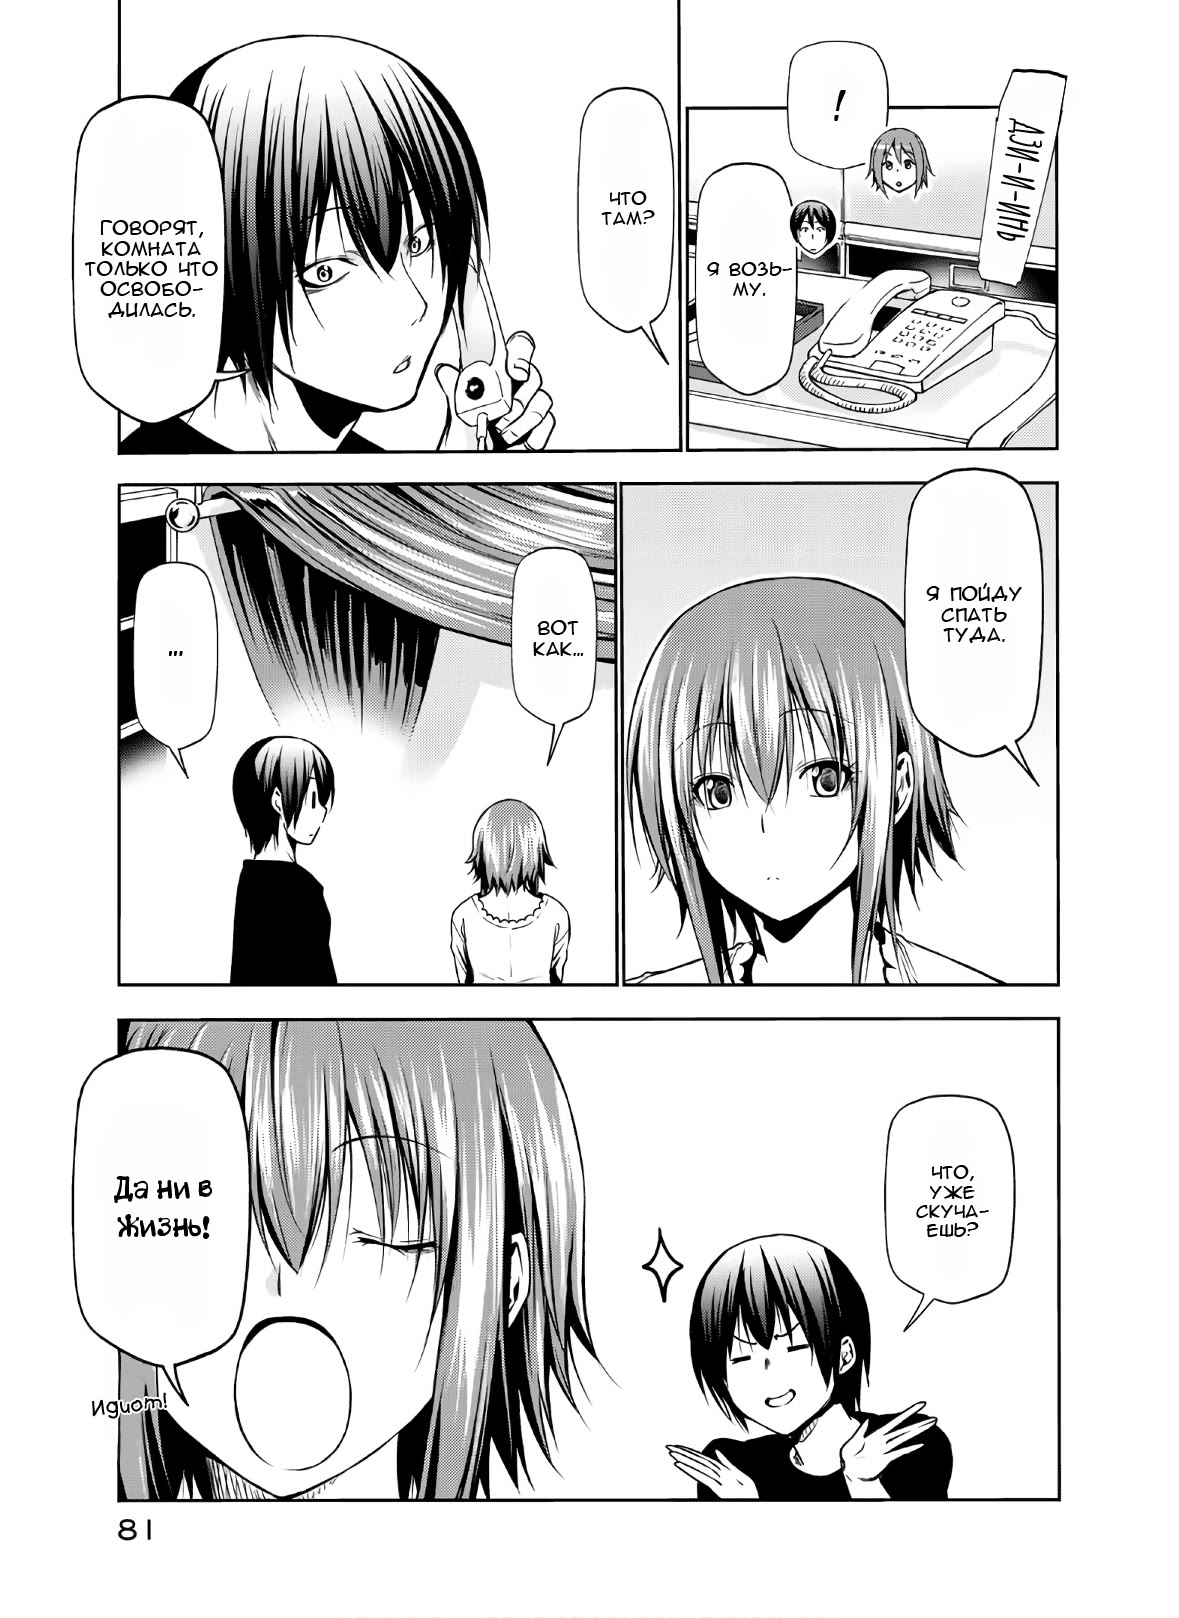 ДЗИ-И-ИНЬ
!
Я ВОЗЬ-
МУ.
ЧТО
ТАМ?
ГОВОРЯТ,
КОМНАТА
ТОЛЬКО ЧТО
ОСВОБО-
ДИЛАСЬ.
Я ПОЙДУ
СПАТЬ
ТУДА.
ВОТ
КАК...
...
ЧТО,
УЖЕ
СКУЧА-
ЕШЬ?
Да ни в
жизнь!
Идиот!
81